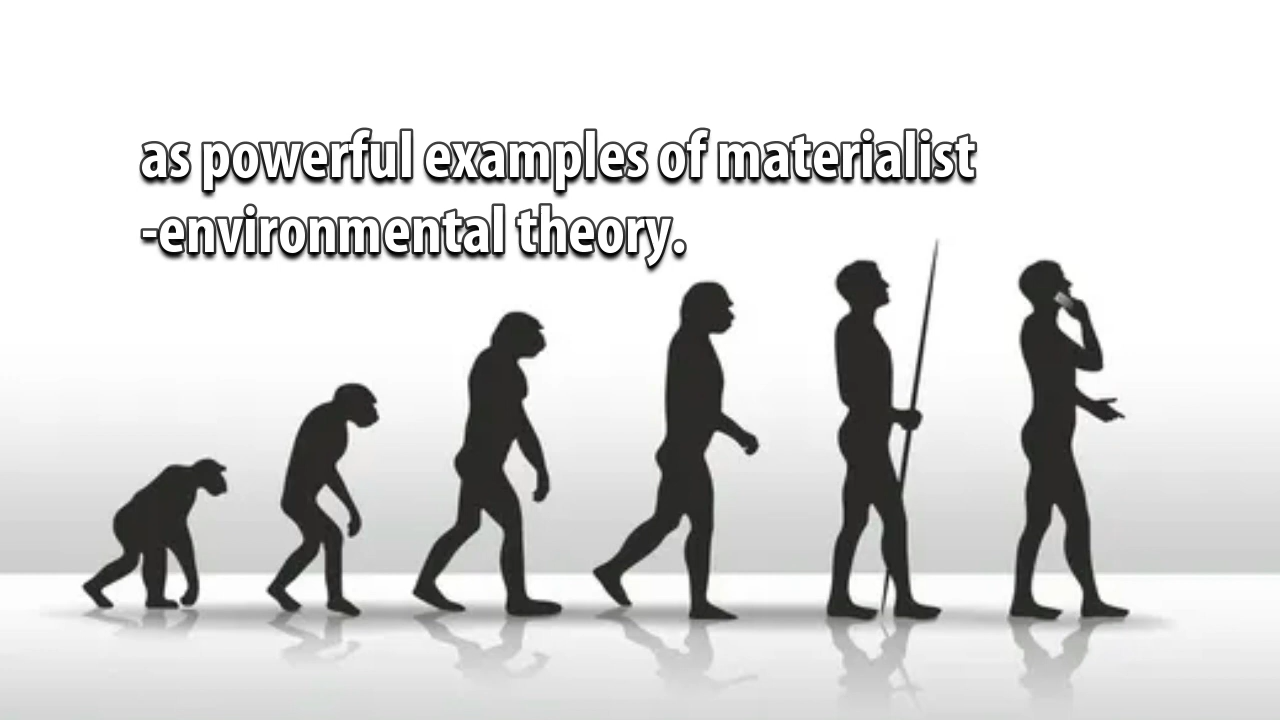 as powerful examples of materialist
-environmental theory.